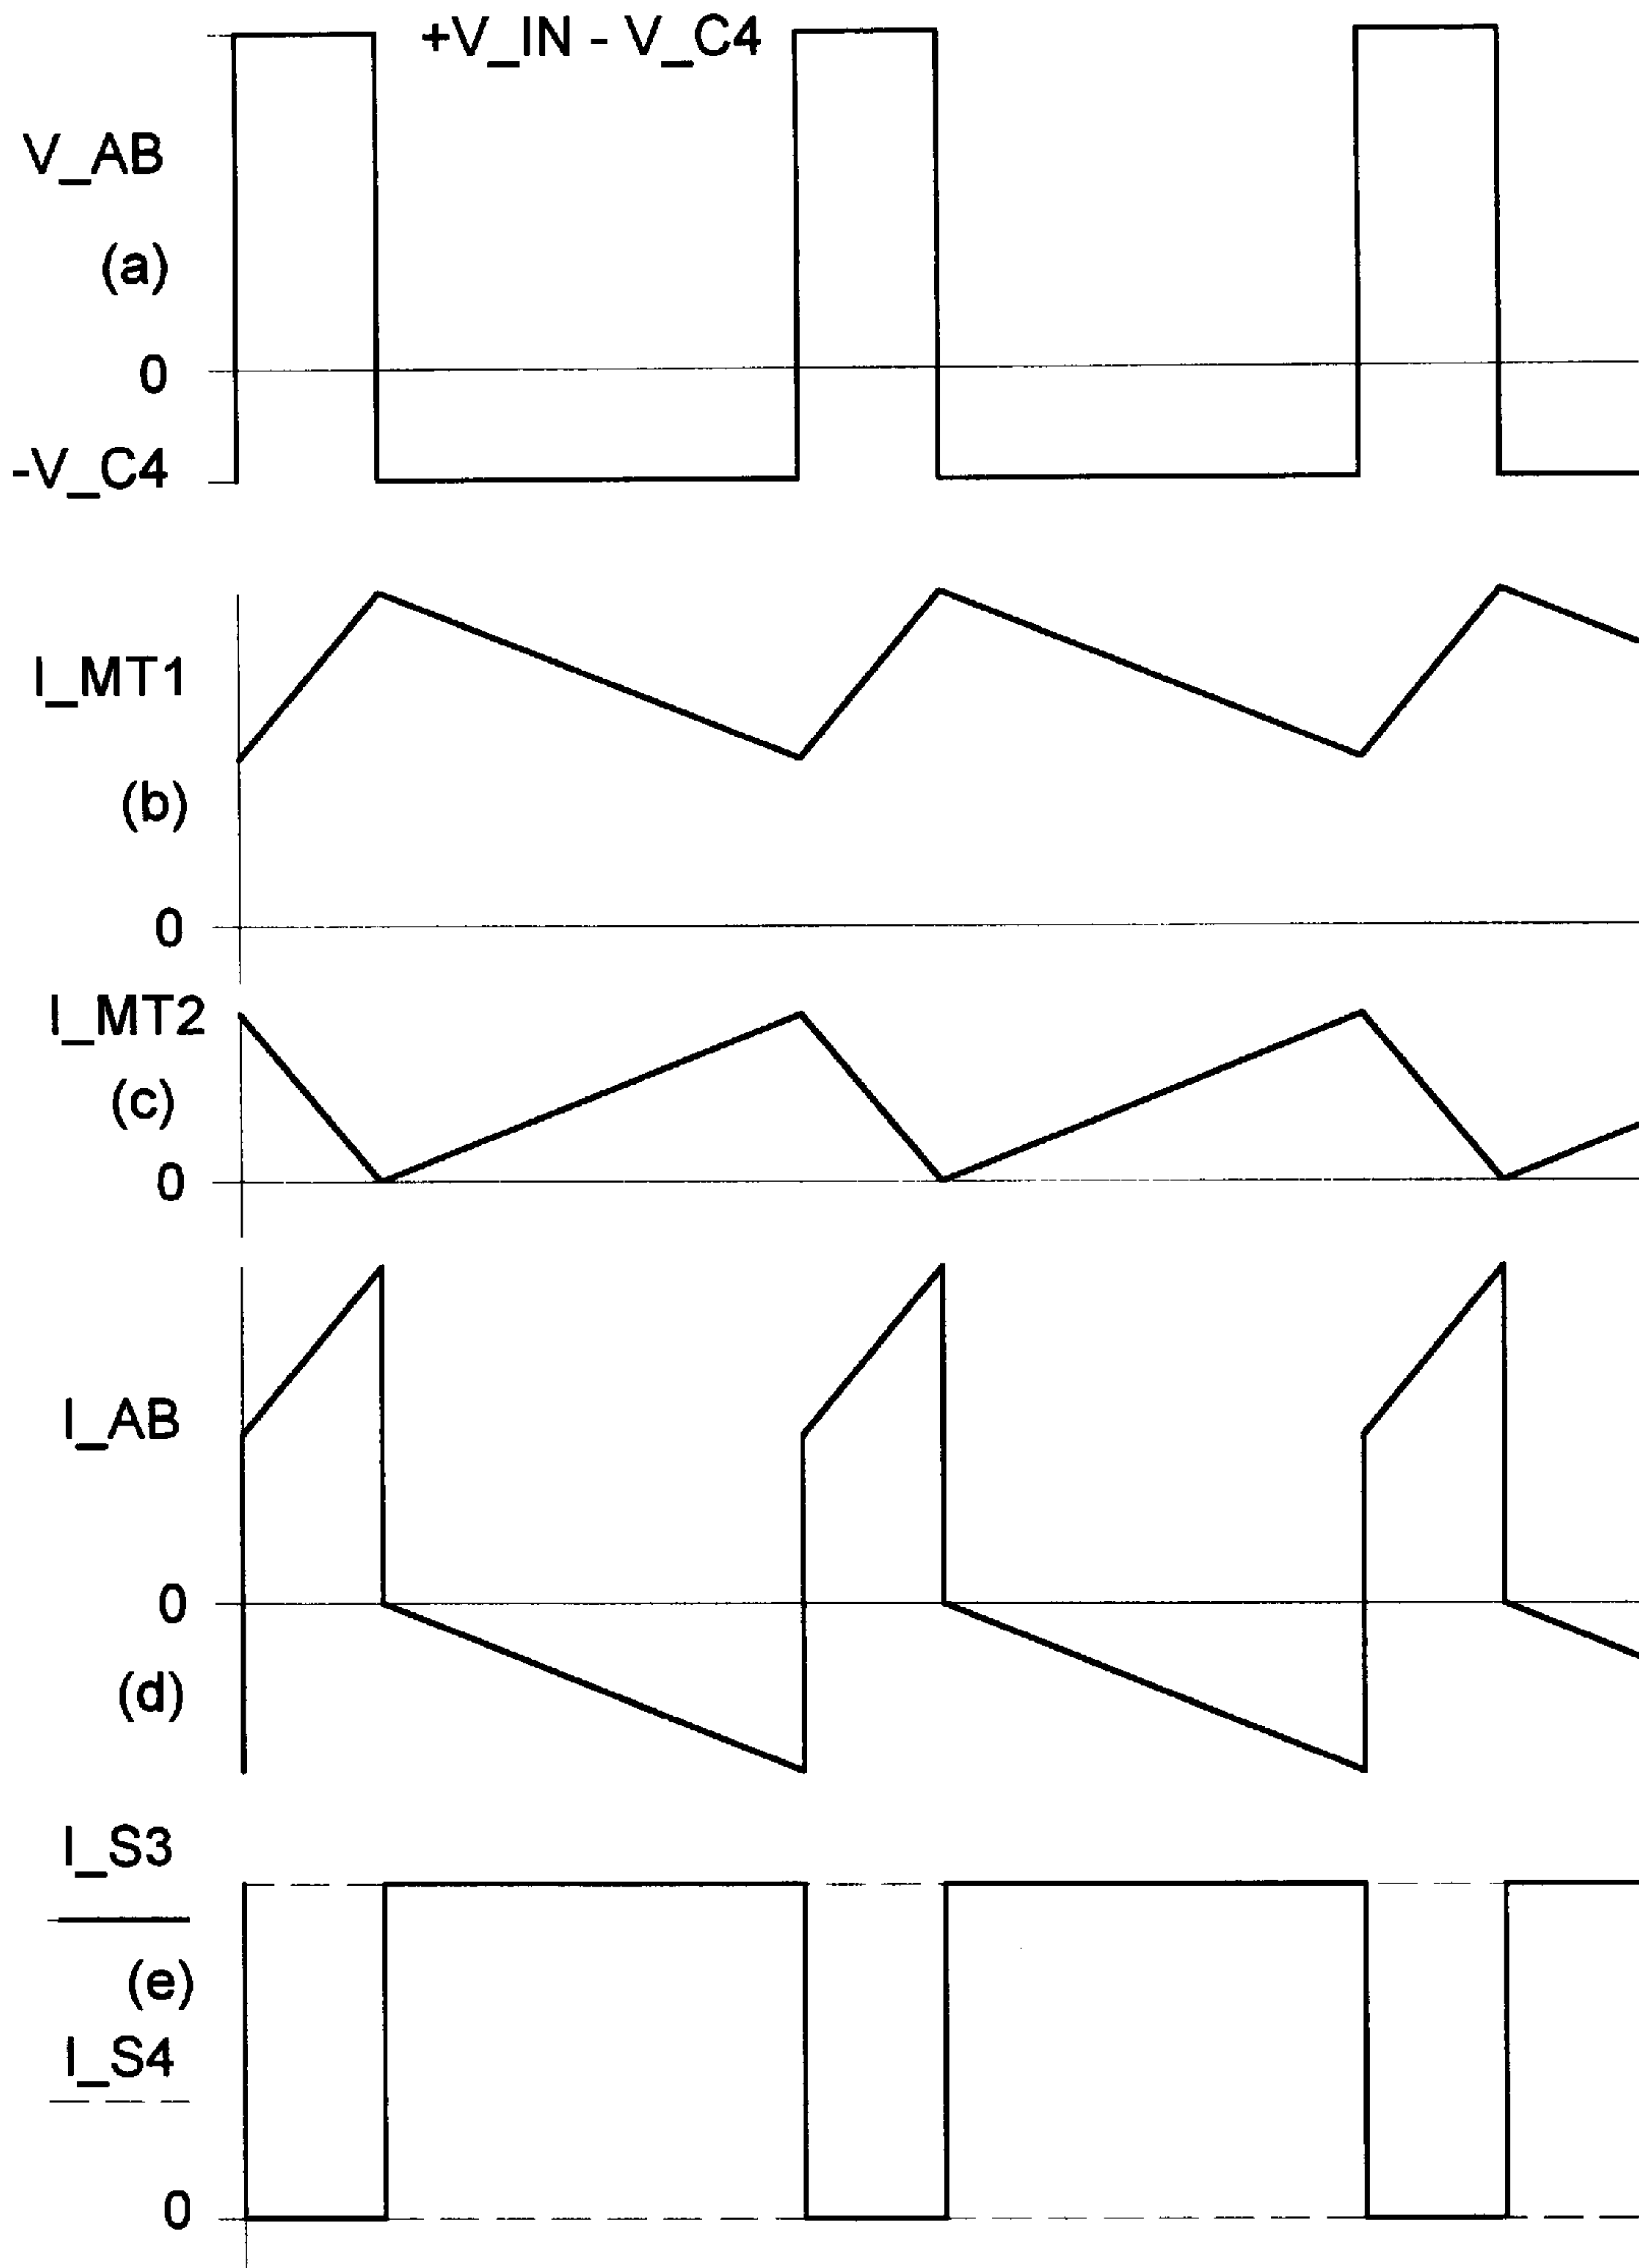 +V_IN - V_C4
V_AB
(a)
0
-V_C4
I_MT1
(b)
0
I_MT2
(c)
0
I_AB
0
(d)
I_S3
(e)
I_S4
0